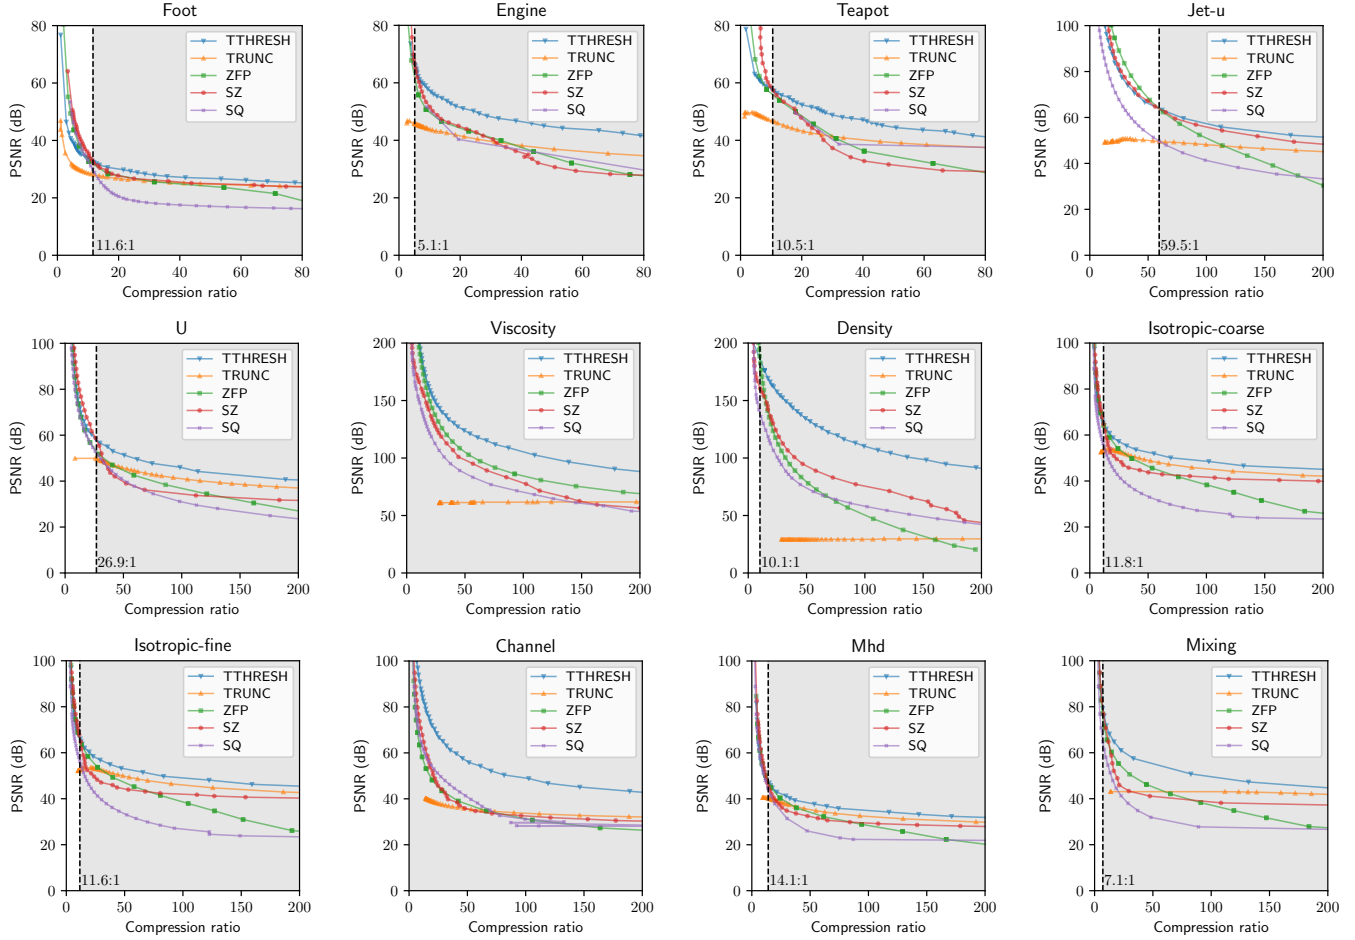 Foot
PSNR (dB)
80
60
40
20
0
TTHRESH
TRUNC
ZFP
SZ
SQ
11.6:1
0 20 40 60 80
Compression ratio
Engine
PSNR (dB)
80
60
40
20
0
TTHRESH
TRUNC
ZFP
SZ
SQ
5.1:1
0 20 40 60 80
Compression ratio
Teapot
PSNR (dB)
80
60
40
20
0
TTHRESH
TRUNC
ZFP
SZ
SQ
10.5:1
0 20 40 60 80
Compression ratio
Jet-u
PSNR (dB)
100
80
60
40
20
0
TTHRESH
TRUNC
ZFP
SZ
SQ
59.5:1
0 50 100 150 200
Compression ratio
U
PSNR (dB)
100
80
60
40
20
0
TTHRESH
TRUNC
ZFP
SZ
SQ
26.9:1
0 50 100 150 200
Compression ratio
Viscosity
PSNR (dB)
200
150
100
50
0
TTHRESH
TRUNC
ZFP
SZ
SQ
0 50 100 150 200
Compression ratio
Density
PSNR (dB)
200
150
100
50
0
TTHRESH
TRUNC
ZFP
SZ
SQ
10.1:1
0 50 100 150 200
Compression ratio
Isotropic-coarse
PSNR (dB)
100
80
60
40
20
0
TTHRESH
TRUNC
ZFP
SZ
SQ
11.8:1
0 50 100 150 200
Compression ratio
Isotropic-fine
PSNR (dB)
100
80
60
40
20
0
TTHRESH
TRUNC
ZFP
SZ
SQ
11.6:1
0 50 100 150 200
Compression ratio
Channel
PSNR (dB)
100
80
60
40
20
0
TTHRESH
TRUNC
ZFP
SZ
SQ
0 50 100 150 200
Compression ratio
Mhd
PSNR (dB)
100
80
60
40
20
0
TTHRESH
TRUNC
ZFP
SZ
SQ
14.1:1
0 50 100 150 200
Compression ratio
Mixing
PSNR (dB)
100
80
60
40
20
0
TTHRESH
TRUNC
ZFP
SZ
SQ
7.1:1
0 50 100 150 200
Compression ratio